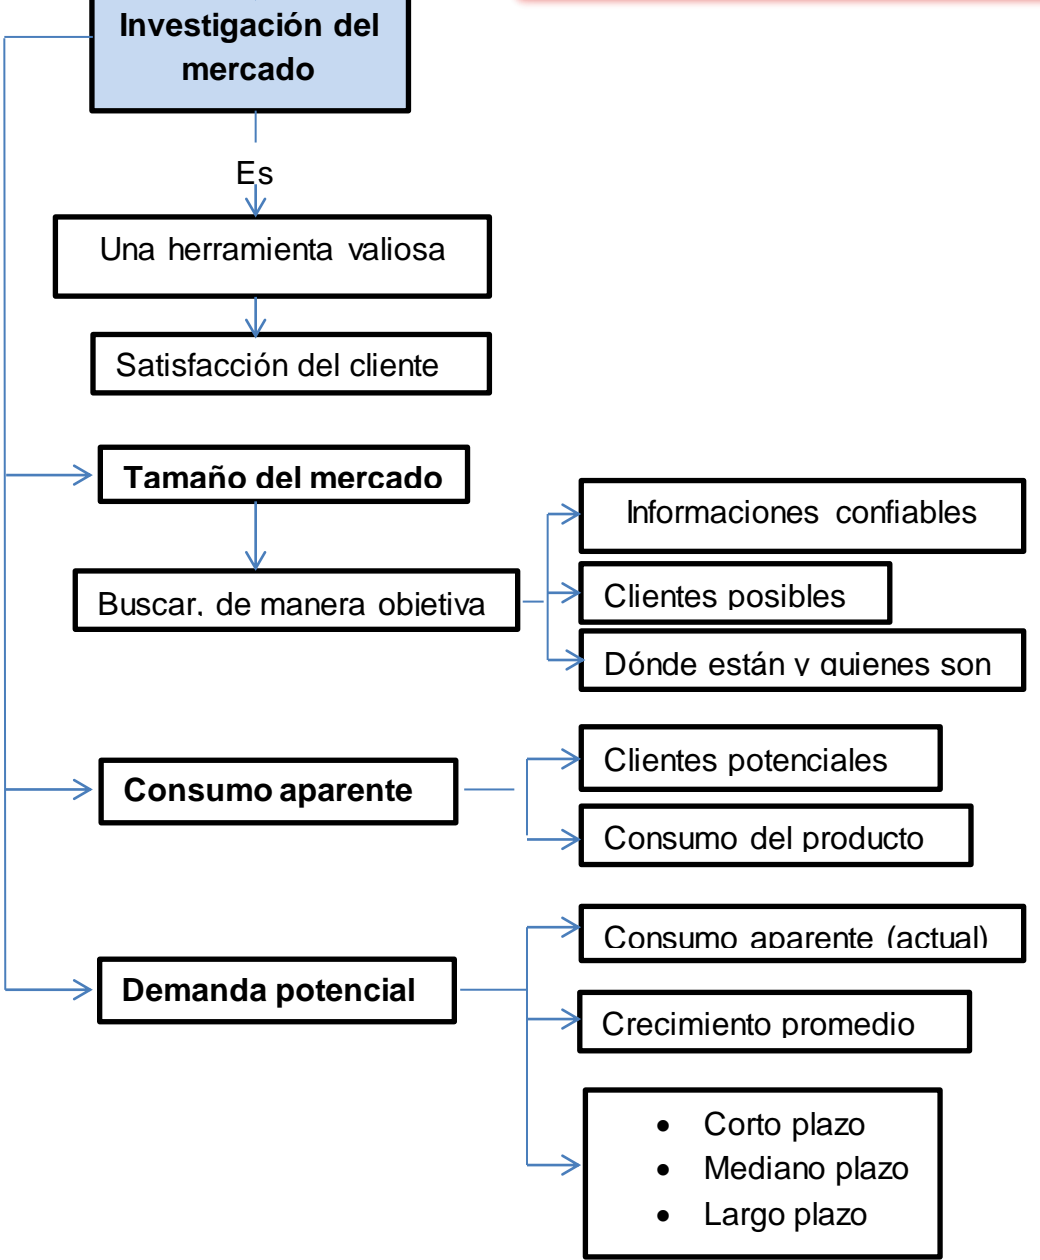 Investigación del
mercado
Es
Una herramienta valiosa
Satisfacción del cliente
Tamaño del mercado
Buscar, de manera objetiva
Informaciones confiables
Clientes posibles
Dónde están y quienes son
Consumo aparente
Clientes potenciales
Consumo del producto
Demanda potencial
Consumo aparente (actual)
Crecimiento promedio
• Corto plazo
• Mediano plazo
• Largo plazo